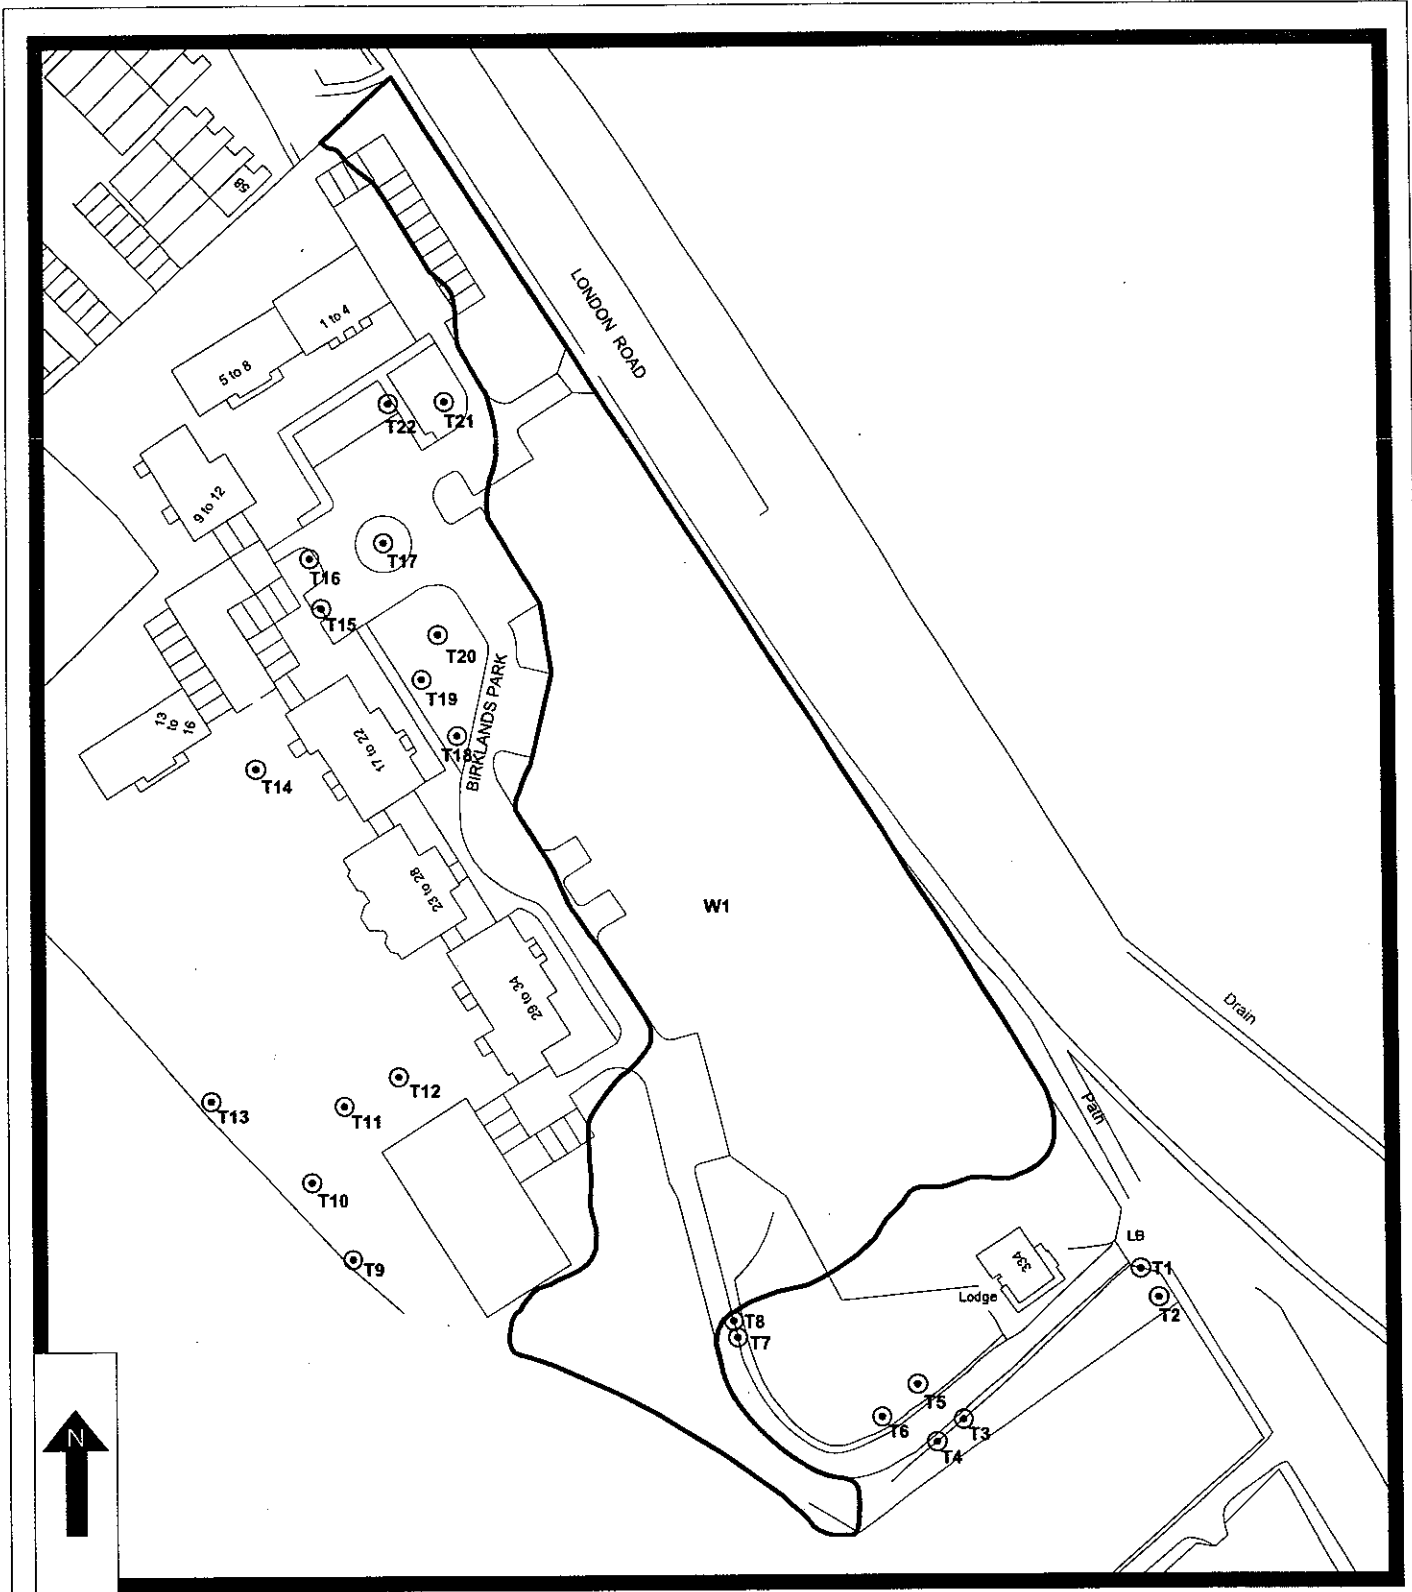 58
LONDON ROAD
1 to 4
5 to 8
T22
T21
9 to 12
T17
T16
T15
T20
T19
BIRKLANDS PARK
13
to
16
17 to 22
T18
T14
23 to 28
W1
29 to 34
Drain
Path
T12
T13
T11
T10
LB
334
T1
T9
Lodge
T2
T8
T7
T5
T6
T3
N
T4